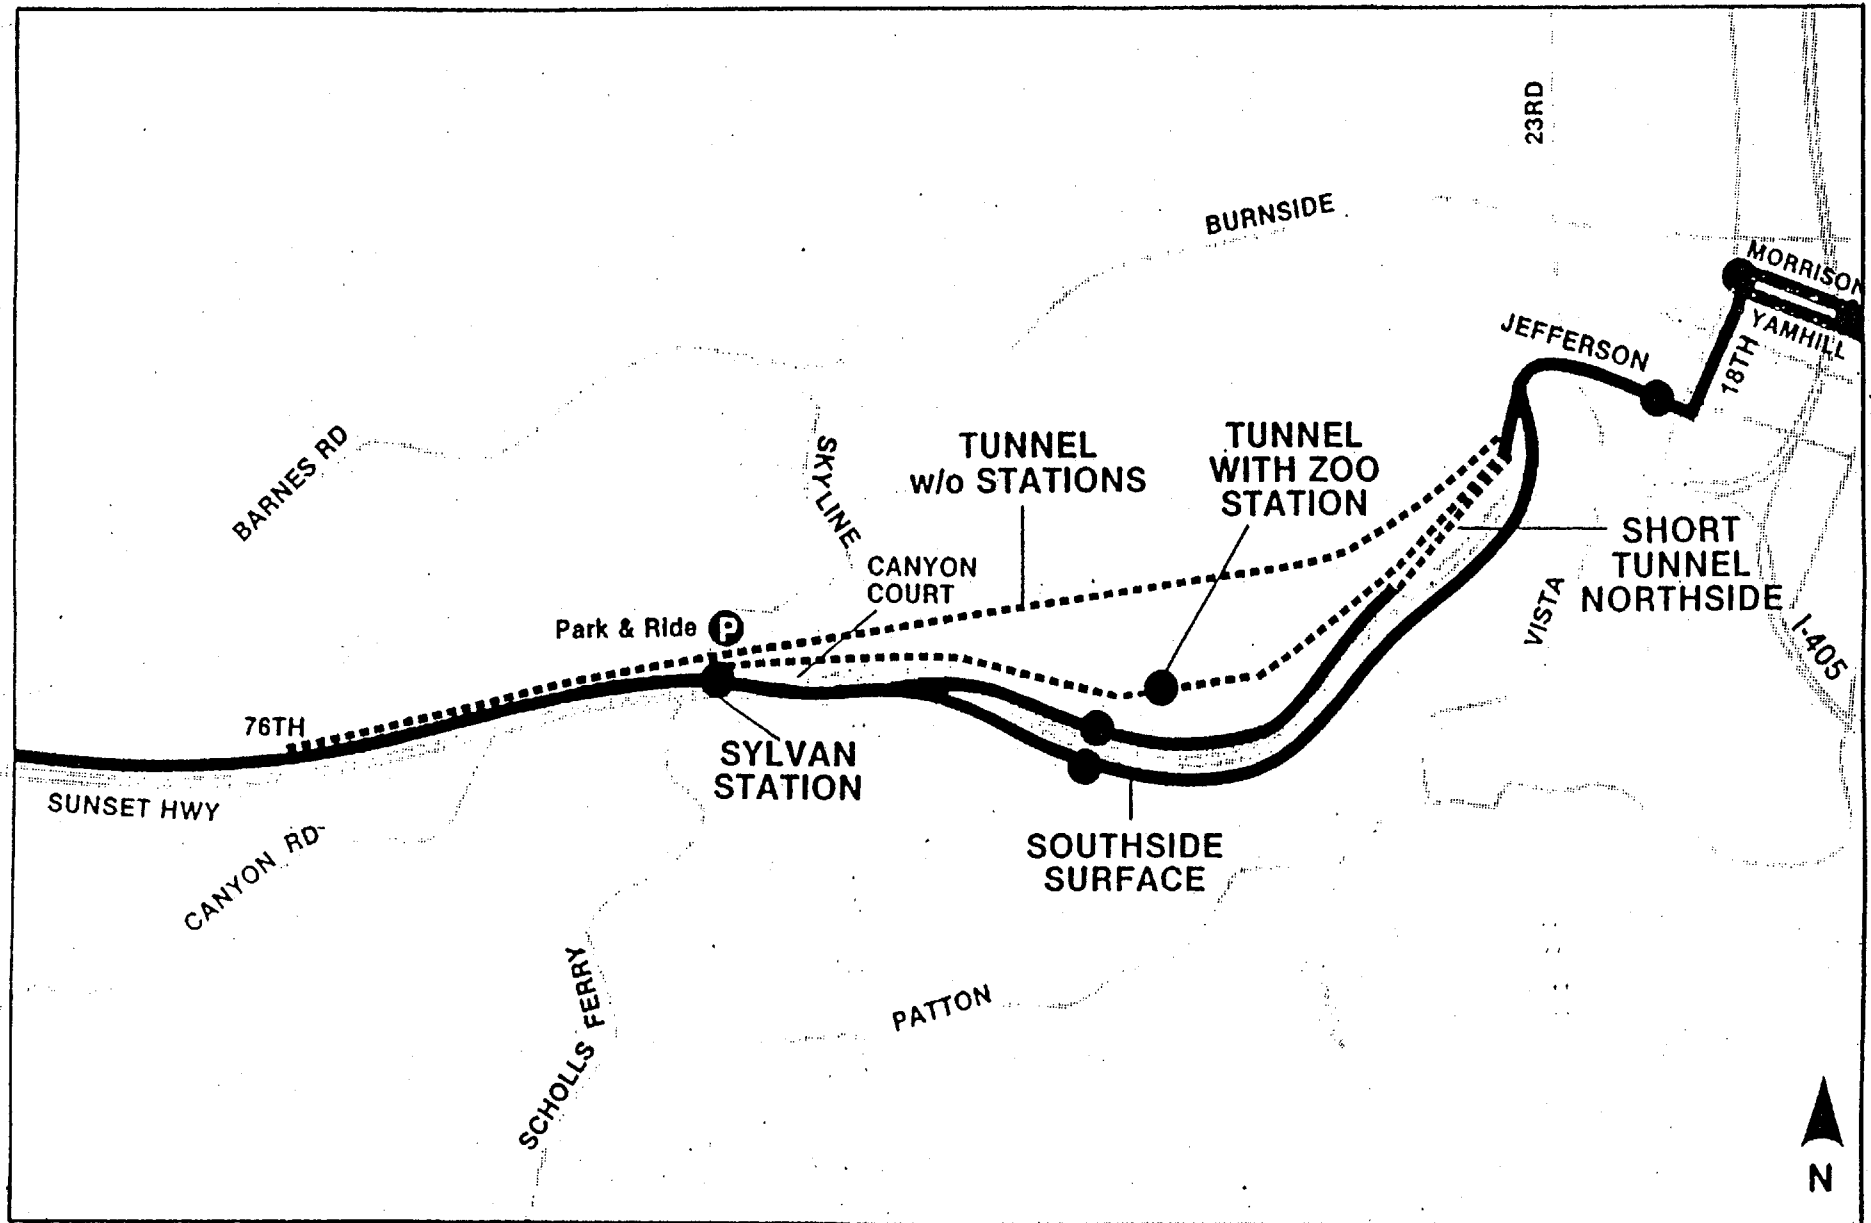 23RD
BURNSIDE
MORRISON
YAMHILL
JEFFERSON
18TH
BARNES RD
SKYLINE
TUNNEL
w/o STATIONS
TUNNEL
WITH ZOO
STATION
SHORT
TUNNEL
NORTHSIDE
CANYON
COURT
Park & Ride P
VISTA
I-405
76TH
SYLVAN
STATION
SUNSET HWY
CANYON RD
SOUTHSIDE
SURFACE
SCHOLLS FERRY
PATTON
N